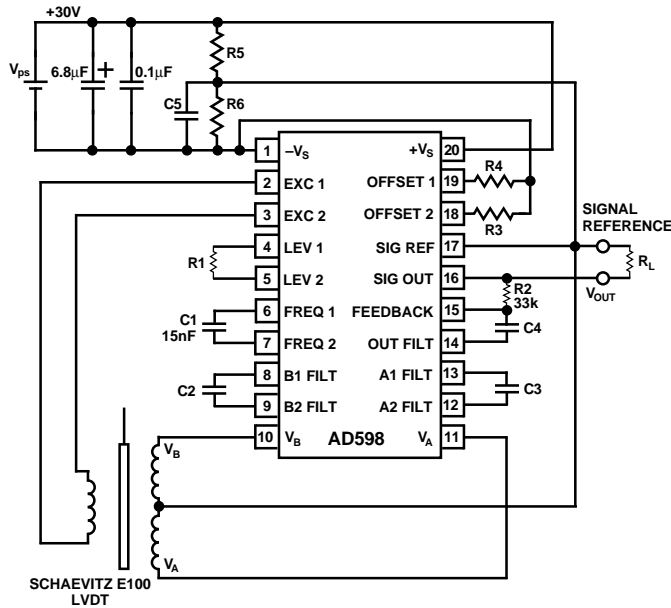 +30V
Vps
6.8µF
+
0.1µF
R5
C5
R6
1
–VS
+VS
20
2
EXC 1
OFFSET 1
19
R4
3
EXC 2
OFFSET 2
18
R3
SIGNAL
REFERENCE
4
LEV 1
SIG REF
17
R1
RL
5
LEV 2
SIG OUT
16
VOUT
R2
33k
6
FREQ 1
FEEDBACK
15
C1
15nF
C4
7
FREQ 2
OUT FILT
14
8
B1 FILT
A1 FILT
13
C2
C3
9
B2 FILT
A2 FILT
12
10
VB
AD598
VA
11
VB
VA
SCHAEVITZ E100
LVDT